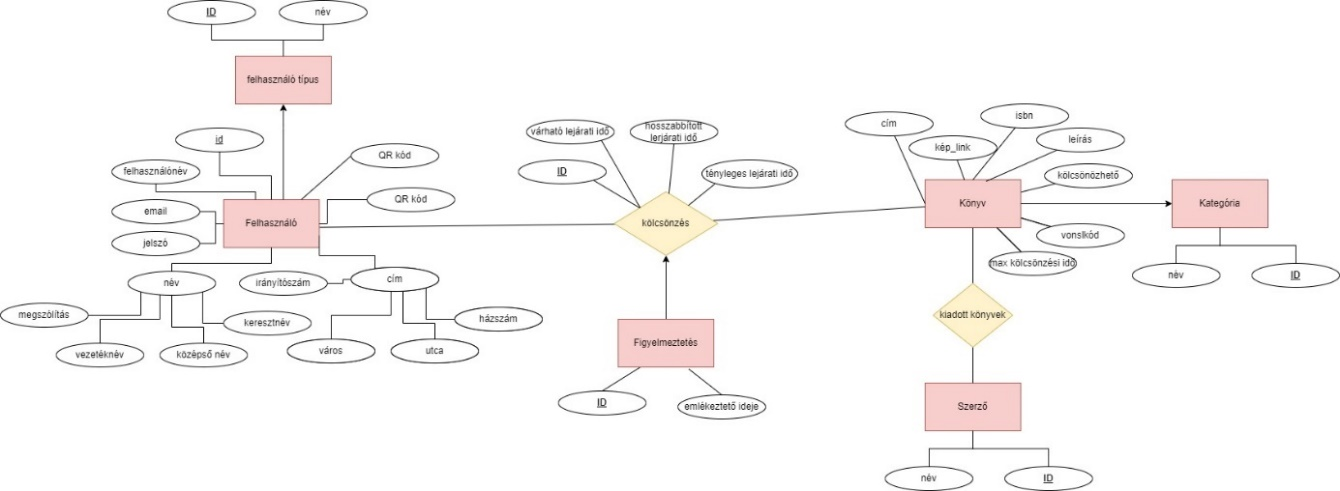 ID
név
felhasználó típus
id
QR kód
felhasználónév
QR kód
email
Felhasználó
jelszó
név
irányítószám
cím
megszólítás
keresztnév
házszám
vezetéknév
középső név
város
utca
várható lejárati idő
hosszabbított
lerjárati idő
ID
tényleges lejárati idő
kölcsönzés
Figyelmeztetés
ID
emlékeztető ideje
cím
isbn
kép_link
leírás
kölcsönözhető
Könyv
Kategória
vonslkód
max kölcsönzési idő
név
ID
kiadott könyvek
Szerző
név
ID